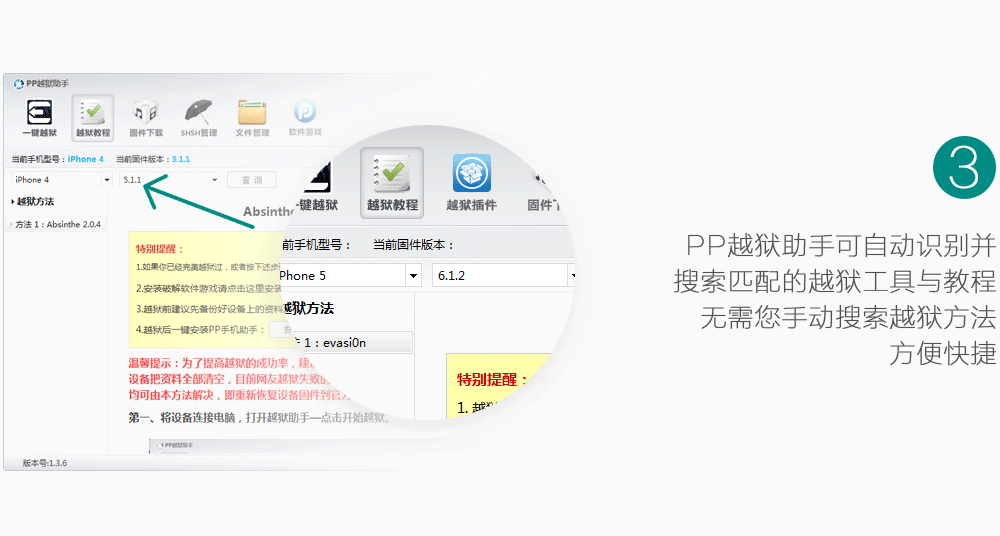 PP越狱助手
一键越狱
越狱教程
固件下载
SHSH管理
文件管理
软件游戏
当前手机型号：iPhone 4 当前固件版本：5.1.1
iPhone 4
5.1.1
查 询
越狱方法
方法 1：Absinthe 2.0.4
Absinthe
特别提醒：
1.如果你已经完美越狱过，或者按下述步
2.安装破解软件游戏请点击这里安装
3.越狱前建议先备份好设备上的资料
4.越狱后一键安装PP手机助手：
温馨提示：为了提高越狱的成功率，建
设备把资料全部清空，目前网友越狱失败的
均可由本方法解决，即重新恢复设备固件到官方
第一、将设备连接电脑，打开越狱助手—点击开始越狱。
PP越狱助手
版本号:1.3.6
一键越狱
越狱教程
越狱插件
固件下
前手机型号： 当前固件版本：
Phone 5
6.1.2
越狱方法
1：evasi0n
特别提醒：
1. 越狱
3
PP越狱助手可自动识别并
搜索匹配的越狱工具与教程
无需您手动搜索越狱方法
方便快捷